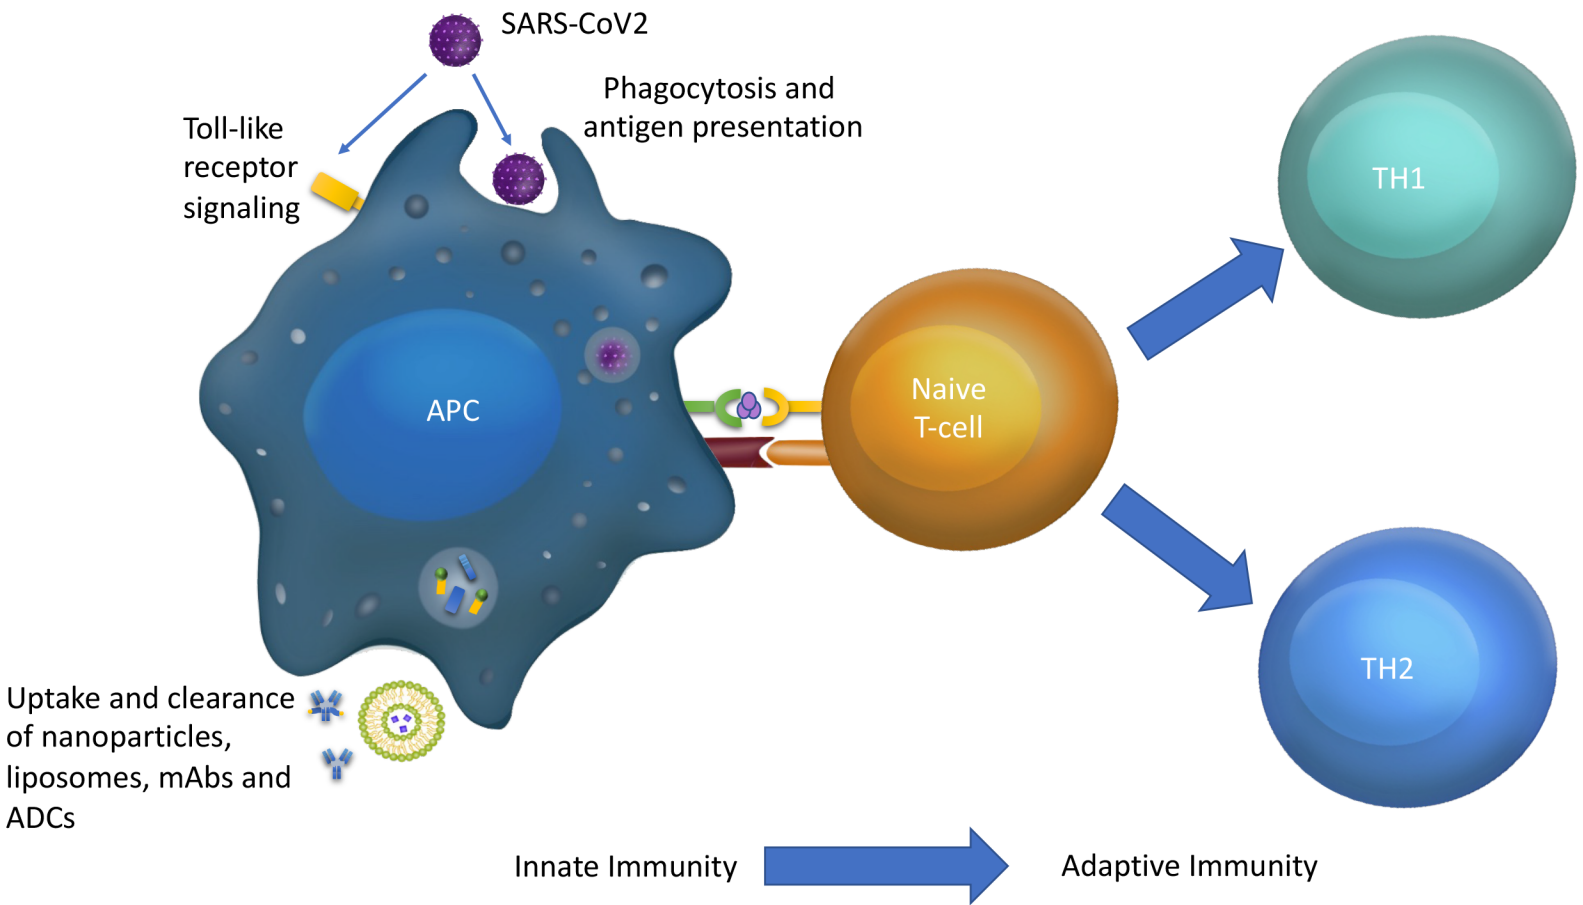 SARS-CoV2
Phagocytosis and
antigen presentation
Toll-like
receptor
signaling
APC
Naive
T-cell
TH1
TH2
Uptake and clearance
of nanoparticles,
liposomes, mAbs and
ADCs
Innate Immunity
Adaptive Immunity